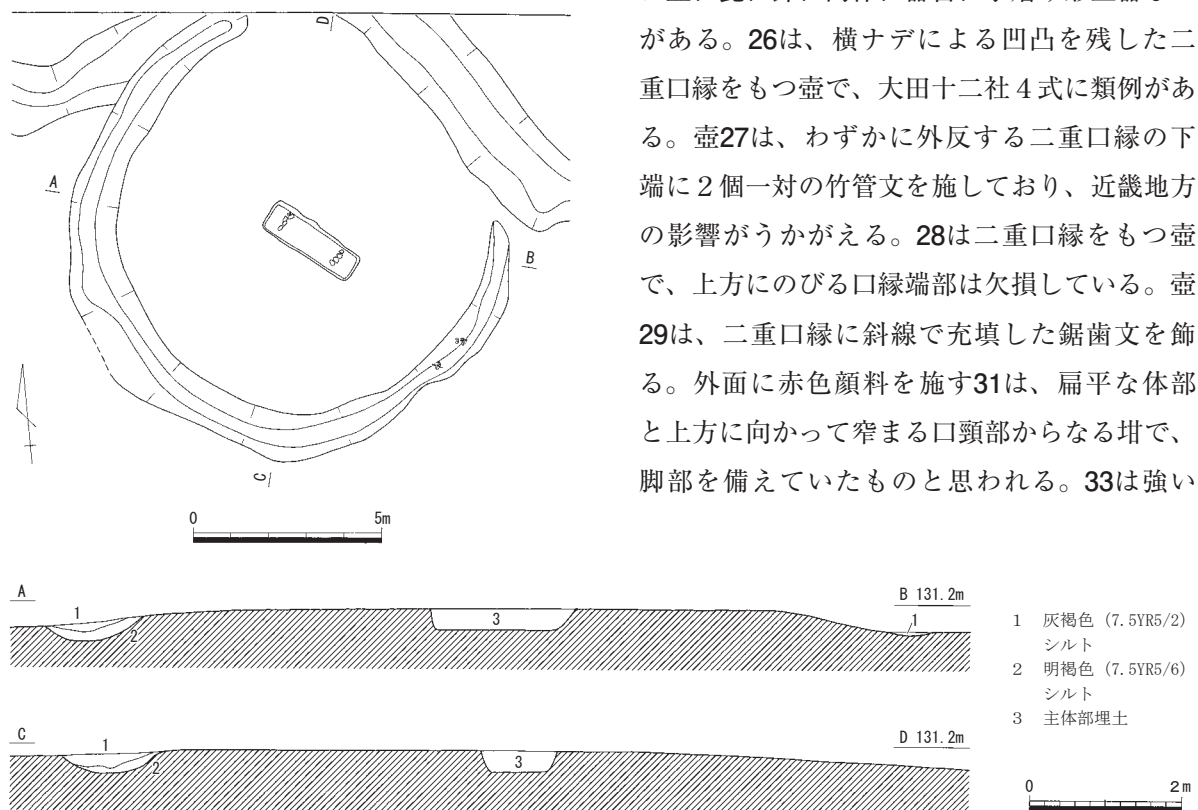 がある。26は、横ナデによる凹凸を残した二
重口縁をもつ壺で、大田十二社４式に類例があ
る。壺27は、わずかに外反する二重口縁の下
端に２個一対の竹管文を施しており、近畿地方
の影響がうかがえる。28は二重口縁をもつ壺
で、上方にのびる口縁端部は欠損している。壺
29は、二重口縁に斜線で充填した鋸歯文を飾
る。外面に赤色顔料を施す31は、扁平な体部
と上方に向かって窄まる口頸部からなる坩で、
脚部を備えていたものと思われる。33は強い
D
A
B
C
0 5m
A
B 131.2m
1
2
3
1
C
D 131.2m
1
2
3
1 灰褐色（7.5YR5/2）
シルト
2 明褐色（7.5YR5/6）
シルト
3 主体部埋土
0 2m